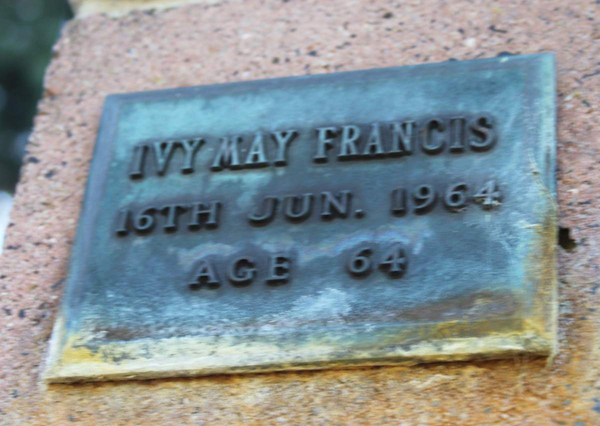 IVY MAY FRANCIS
16TH JUN. 1964
AGE 64